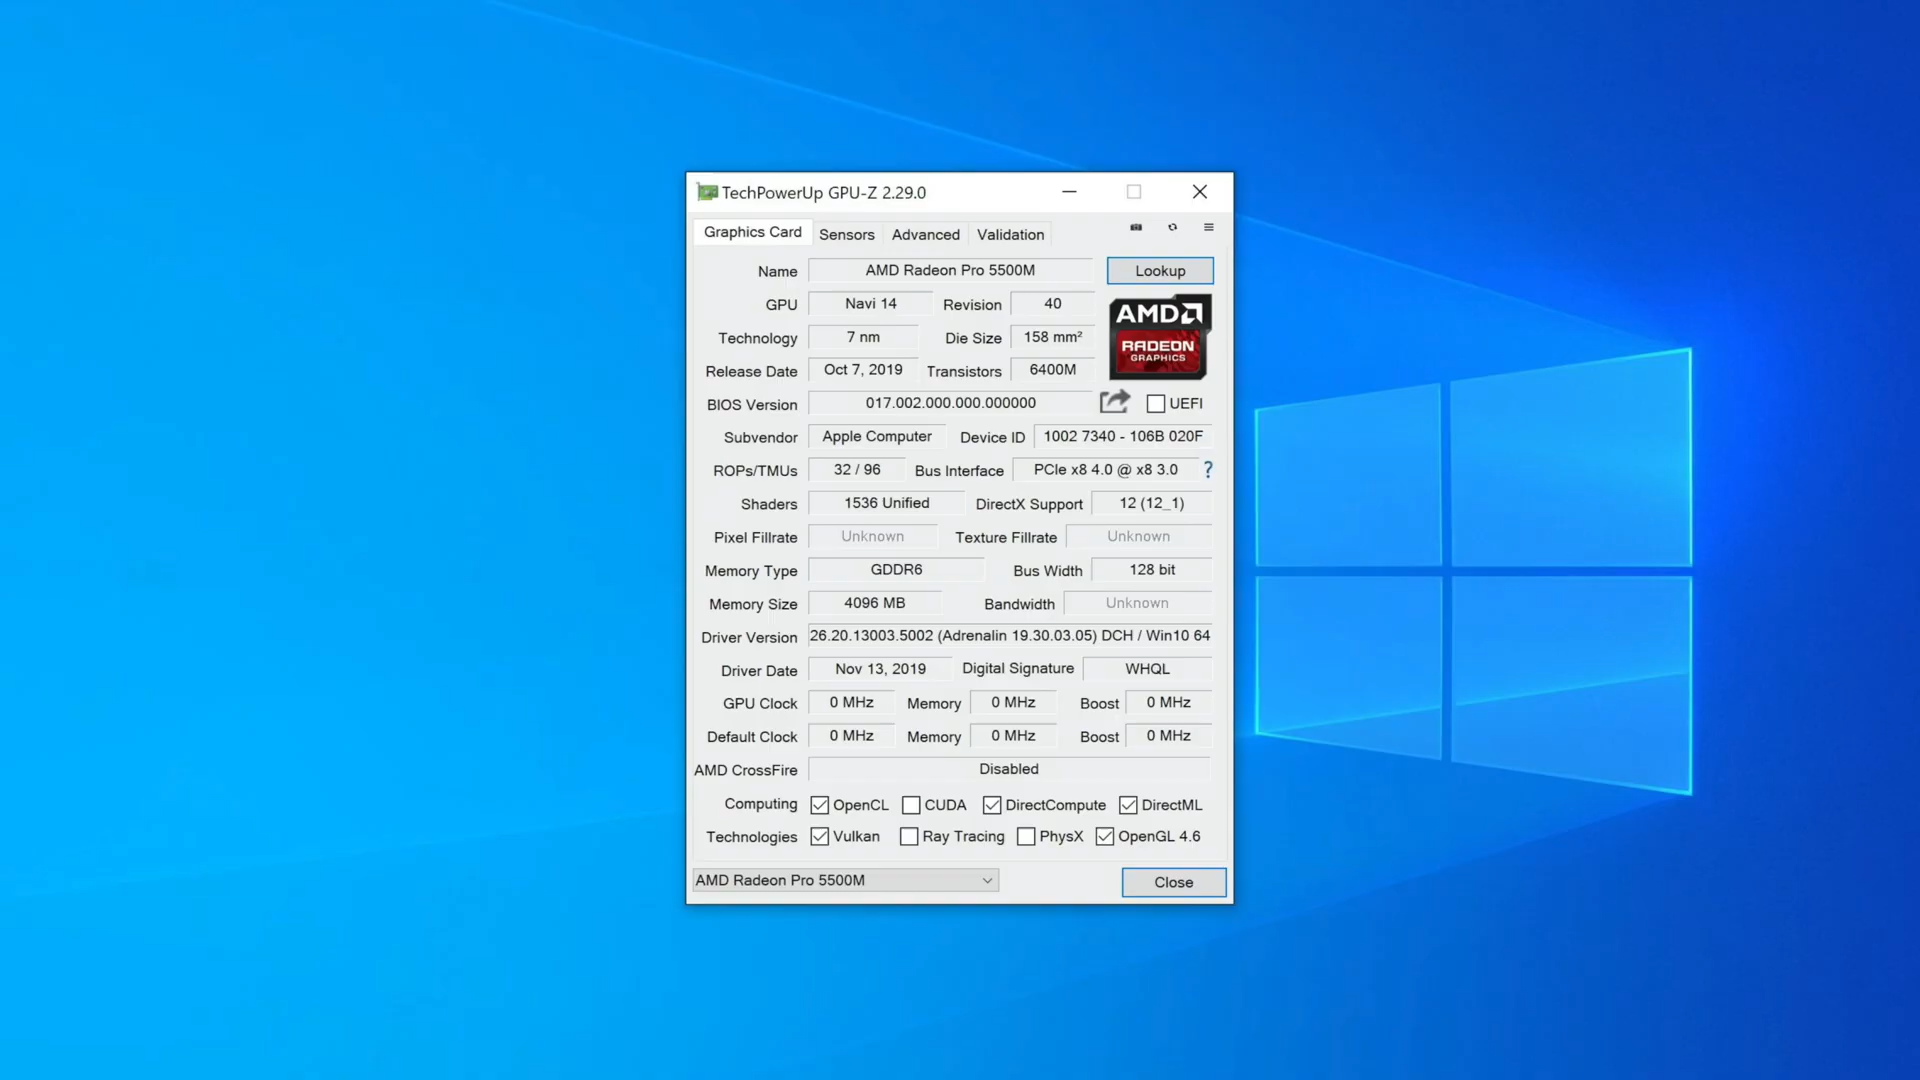 TechPowerUp GPU-Z 2.29.0
Graphics Card Sensors Advanced Validation
Name AMD Radeon Pro 5500M Lookup
GPU Navi 14 Revision 40
AMD
RADEON
GRAPHICS
Technology 7 nm Die Size 158 mm²
Release Date Oct 7, 2019 Transistors 6400M
BIOS Version 017.002.000.000.000000 UEFI
Subvendor Apple Computer Device ID 1002 7340 - 106B 020F
ROPs/TMUs 32 / 96 Bus Interface PCIe x8 4.0 @ x8 3.0 ?
Shaders 1536 Unified DirectX Support 12 (12_1)
Pixel Fillrate Unknown Texture Fillrate Unknown
Memory Type GDDR6 Bus Width 128 bit
Memory Size 4096 MB Bandwidth Unknown
Driver Version 26.20.13003.5002 (Adrenalin 19.30.03.05) DCH / Win10 64
Driver Date Nov 13, 2019 Digital Signature WHQL
GPU Clock 0 MHz Memory 0 MHz Boost 0 MHz
Default Clock 0 MHz Memory 0 MHz Boost 0 MHz
AMD CrossFire Disabled
Computing OpenCL CUDA DirectCompute DirectML
Technologies Vulkan Ray Tracing PhysX OpenGL 4.6
AMD Radeon Pro 5500M Close